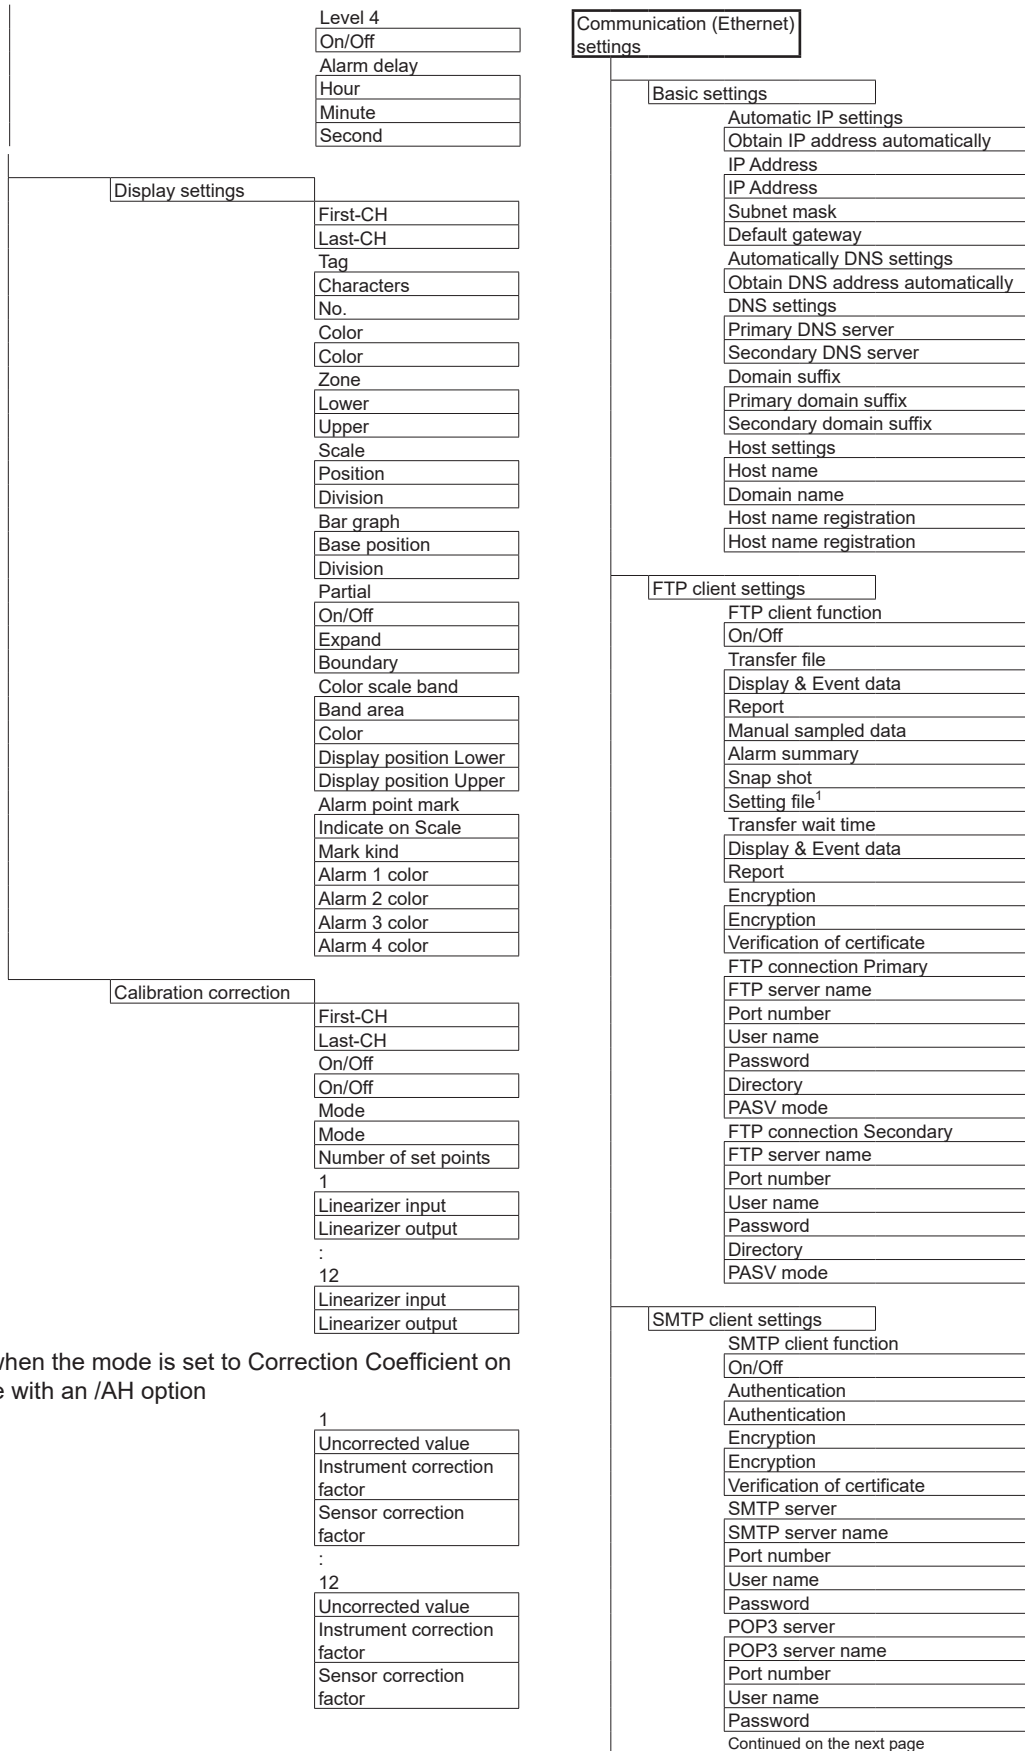 Level 4
On/Off
Alarm delay
Hour
Minute
Second
Display settings
First-CH
Last-CH
Tag
Characters
No.
Color
Color
Zone
Lower
Upper
Scale
Position
Division
Bar graph
Base position
Division
Partial
On/Off
Expand
Boundary
Color scale band
Band area
Color
Display position Lower
Display position Upper
Alarm point mark
Indicate on Scale
Mark kind
Alarm 1 color
Alarm 2 color
Alarm 3 color
Alarm 4 color
Calibration correction
First-CH
Last-CH
On/Off
On/Off
Mode
Mode
Number of set points
1
Linearizer input
Linearizer output
:
12
Linearizer input
Linearizer output
when the mode is set to Correction Coefficient on
e with an /AH option
1
Uncorrected value
Instrument correction
factor
Sensor correction
factor
:
12
Uncorrected value
Instrument correction
factor
Sensor correction
factor
Communication (Ethernet)
settings
Basic settings
Automatic IP settings
Obtain IP address automatically
IP Address
IP Address
Subnet mask
Default gateway
Automatically DNS settings
Obtain DNS address automatically
DNS settings
Primary DNS server
Secondary DNS server
Domain suffix
Primary domain suffix
Secondary domain suffix
Host settings
Host name
Domain name
Host name registration
Host name registration
FTP client settings
FTP client function
On/Off
Transfer file
Display & Event data
Report
Manual sampled data
Alarm summary
Snap shot
Setting file1
Transfer wait time
Display & Event data
Report
Encryption
Encryption
Verification of certificate
FTP connection Primary
FTP server name
Port number
User name
Password
Directory
PASV mode
FTP connection Secondary
FTP server name
Port number
User name
Password
Directory
PASV mode
SMTP client settings
SMTP client function
On/Off
Authentication
Authentication
Encryption
Encryption
Verification of certificate
SMTP server
SMTP server name
Port number
User name
Password
POP3 server
POP3 server name
Port number
User name
Password
Continued on the next page